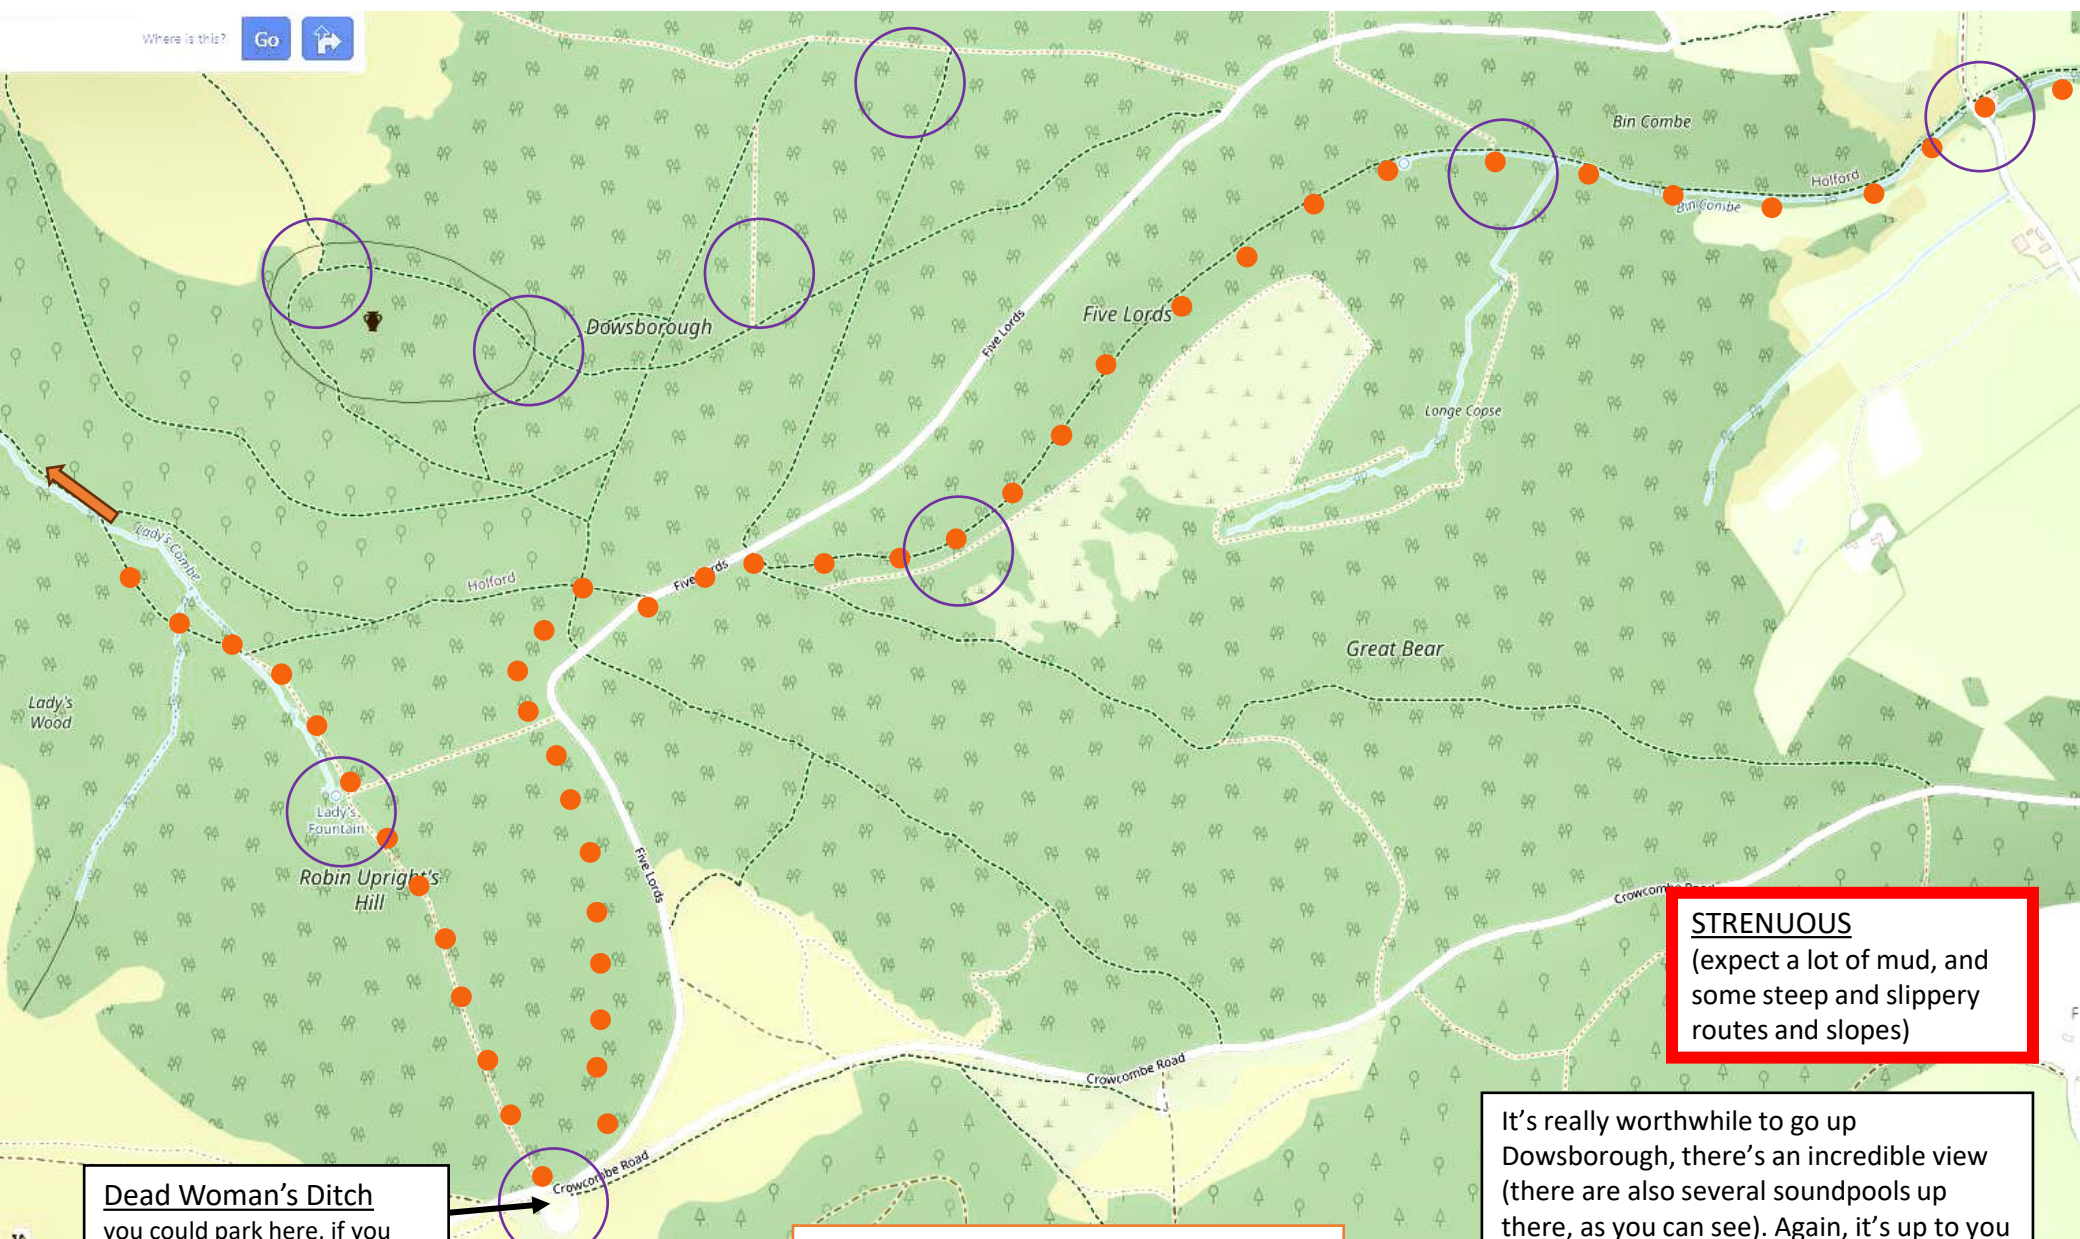 Where is this?
Go
Bin Combe
Holford
Bin Combe
Five Lords
Dowsborough
Five Lords
Longe Copse
Lady's Combe
Holford
Five
Great Bear
Lady's
Wood
Lady's
Fountain
Robin Upright's
Hill
Five Lords
Crowcombe
STRENUOUS
(expect a lot of mud, and
some steep and slippery
routes and slopes)
Crowcombe Road
Crowcombe Road
Dead Woman’s Ditch
you could park here, if you
It’s really worthwhile to go up
Dowsborough, there’s an incredible view
(there are also several soundpools up
there, as you can see). Again, it’s up to you